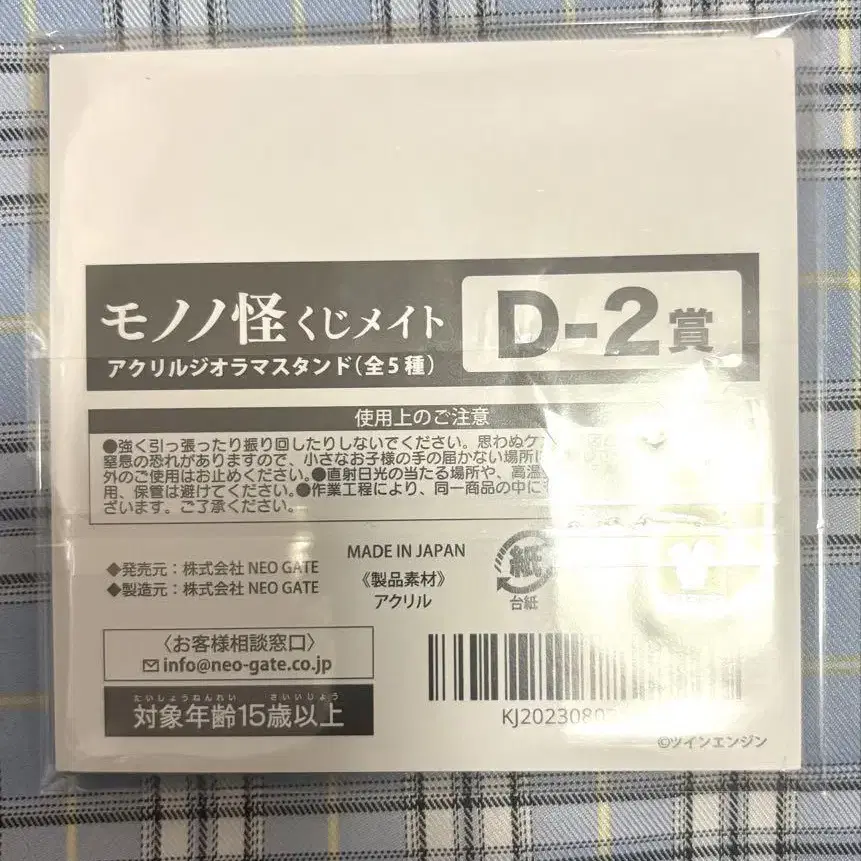 モノノ怪くじメイト
アクリルジオラマスタンド(全5種)
D-2賞
使用上のご注意
●強く引っ張ったり振り回したりしないでください。思わぬケ
窒息の恐れがありますので、小さなお子様の手の届かない場所に
外のご使用はお止めください。●直射日光の当たる場所や、高温
用、保管は避けてください。●作業工程により、同一商品の中に
ざいます。ご了承ください。
◆発売元:株式会社 NEO GATE
◆製造元:株式会社 NEO GATE
MADE IN JAPAN
《製品素材》
アクリル
紙
台紙
〈お客様相談窓口〉
info@neo-gate.co.jp
たいしょうねんれい さいいじょう
対象年齢15歳以上
KJ2023080
©ツインエンジン